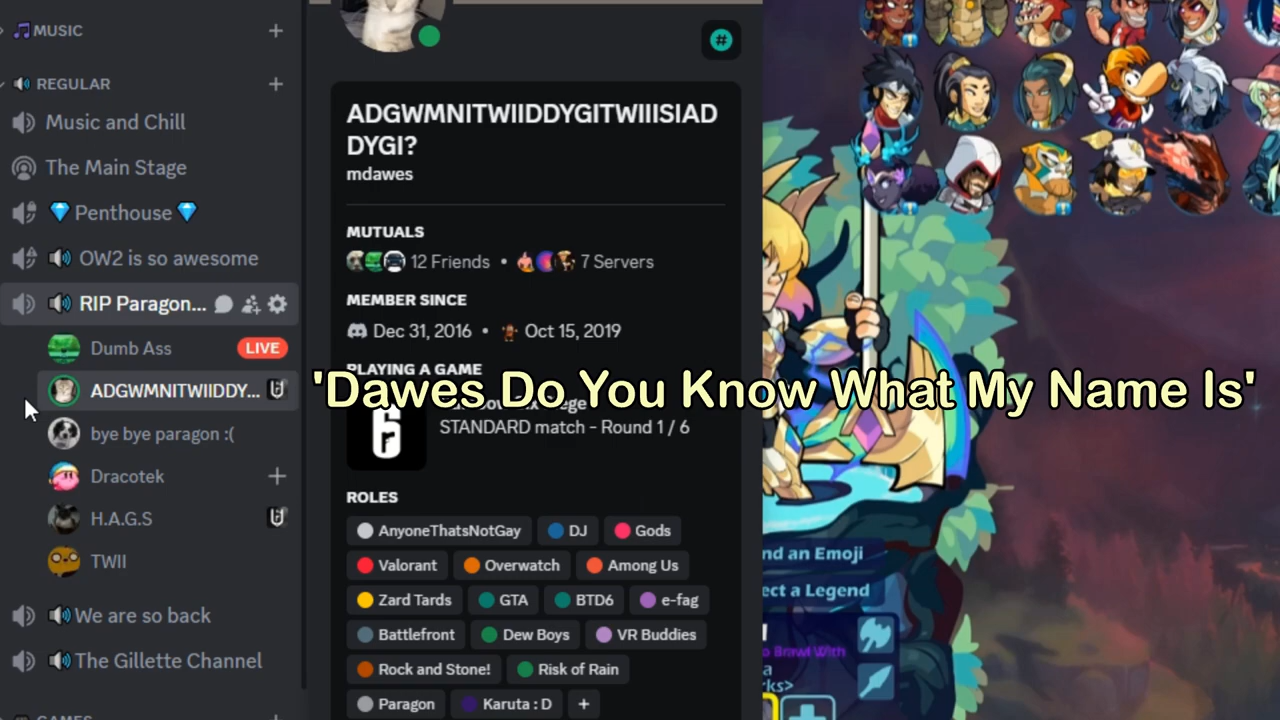 MUSIC
REGULAR
Music and Chill
The Main Stage
💎 Penthouse 💎
🔊 OW2 is so awesome
🔊 RIP Paragon...
Dumb Ass LIVE
ADGWMNITWIIDDY...
bye bye paragon :(
Dracotek
H.A.G.S
TWII
🔊 We are so back
🔊 The Gillette Channel
ADGWMNITWIIDDYGITWIIISIAD
DYGI?
mdawes
MUTUALS
12 Friends • 7 Servers
MEMBER SINCE
Dec 31, 2016 • Oct 15, 2019
PLAYING A GAME
'Dawes Do You Know What My Name Is'
STANDARD match - Round 1 / 6
ROLES
AnyoneThatsNotGay DJ Gods
Valorant Overwatch Among Us
Zard Tards GTA BTD6 e-fag
Battlefront Dew Boys VR Buddies
Rock and Stone! Risk of Rain
Paragon Karuta : D +
nd an Emoji
ect a Legend
o Brawl With